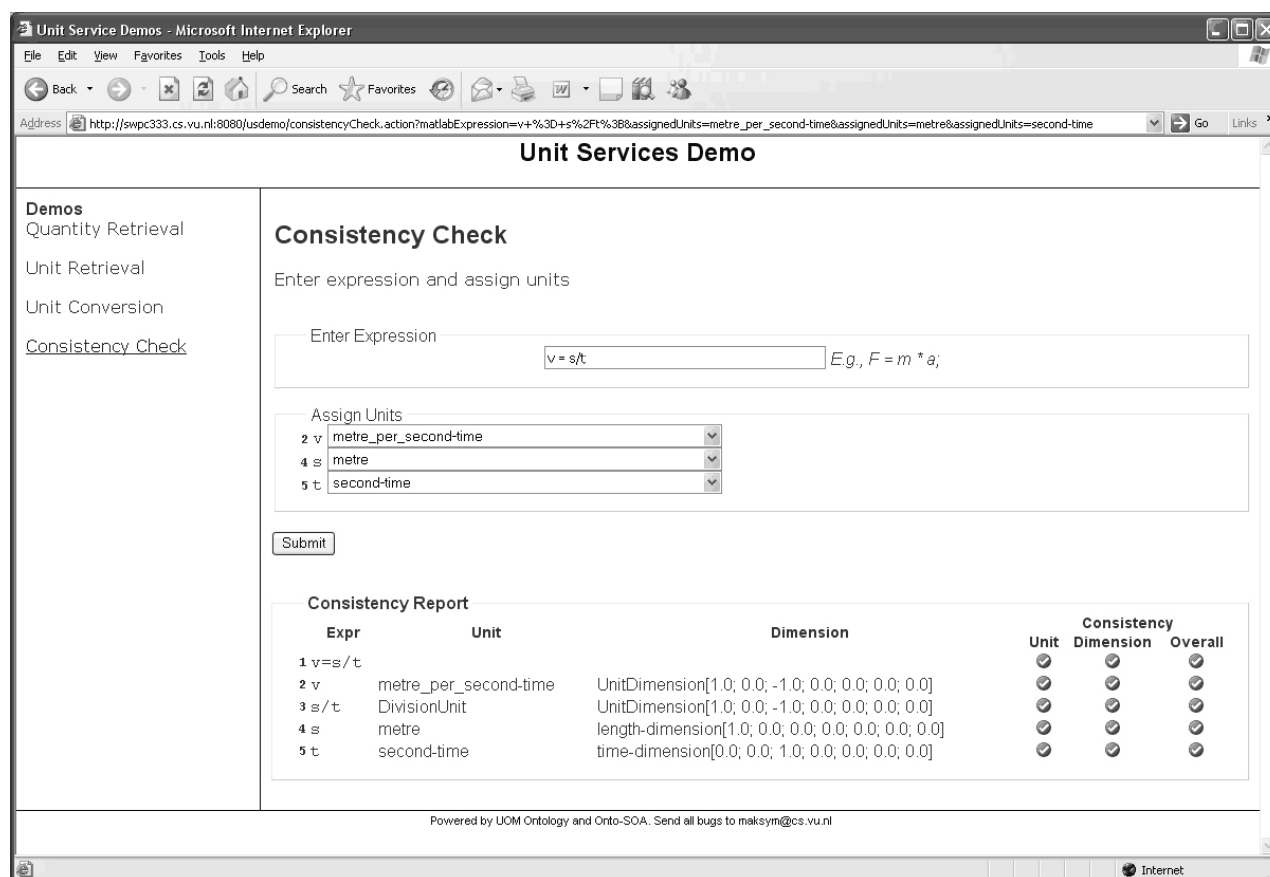 Unit Service Demos - Microsoft Internet Explorer
File Edit View Favorites Tools Help
Back Search Favorites
Address http://swpc333.cs.vu.nl:8080/usdemo/consistencyCheck.action?matlabExpression=v+%3D+s%2Ft%3B&assignedUnits=metre_per_second-time&assignedUnits=metre&assignedUnits=second-time Go Links
Unit Services Demo
Demos
Quantity Retrieval
Unit Retrieval
Unit Conversion
Consistency Check
Consistency Check
Enter expression and assign units
Enter Expression
v = s/t E.g., F = m * a;
Assign Units
2 v metre_per_second-time
4 s metre
5 t second-time
Submit
Consistency Report
Consistency
Expr Unit Dimension Unit Dimension Overall
1 v=s/t
2 v metre_per_second-time UnitDimension[1.0; 0.0; -1.0; 0.0; 0.0; 0.0; 0.0]
3 s/t DivisionUnit UnitDimension[1.0; 0.0; -1.0; 0.0; 0.0; 0.0; 0.0]
4 s metre length-dimension[1.0; 0.0; 0.0; 0.0; 0.0; 0.0; 0.0]
5 t second-time time-dimension[0.0; 0.0; 1.0; 0.0; 0.0; 0.0; 0.0]
Powered by UOM Ontology and Onto-SOA. Send all bugs to maksym@cs.vu.nl
Internet